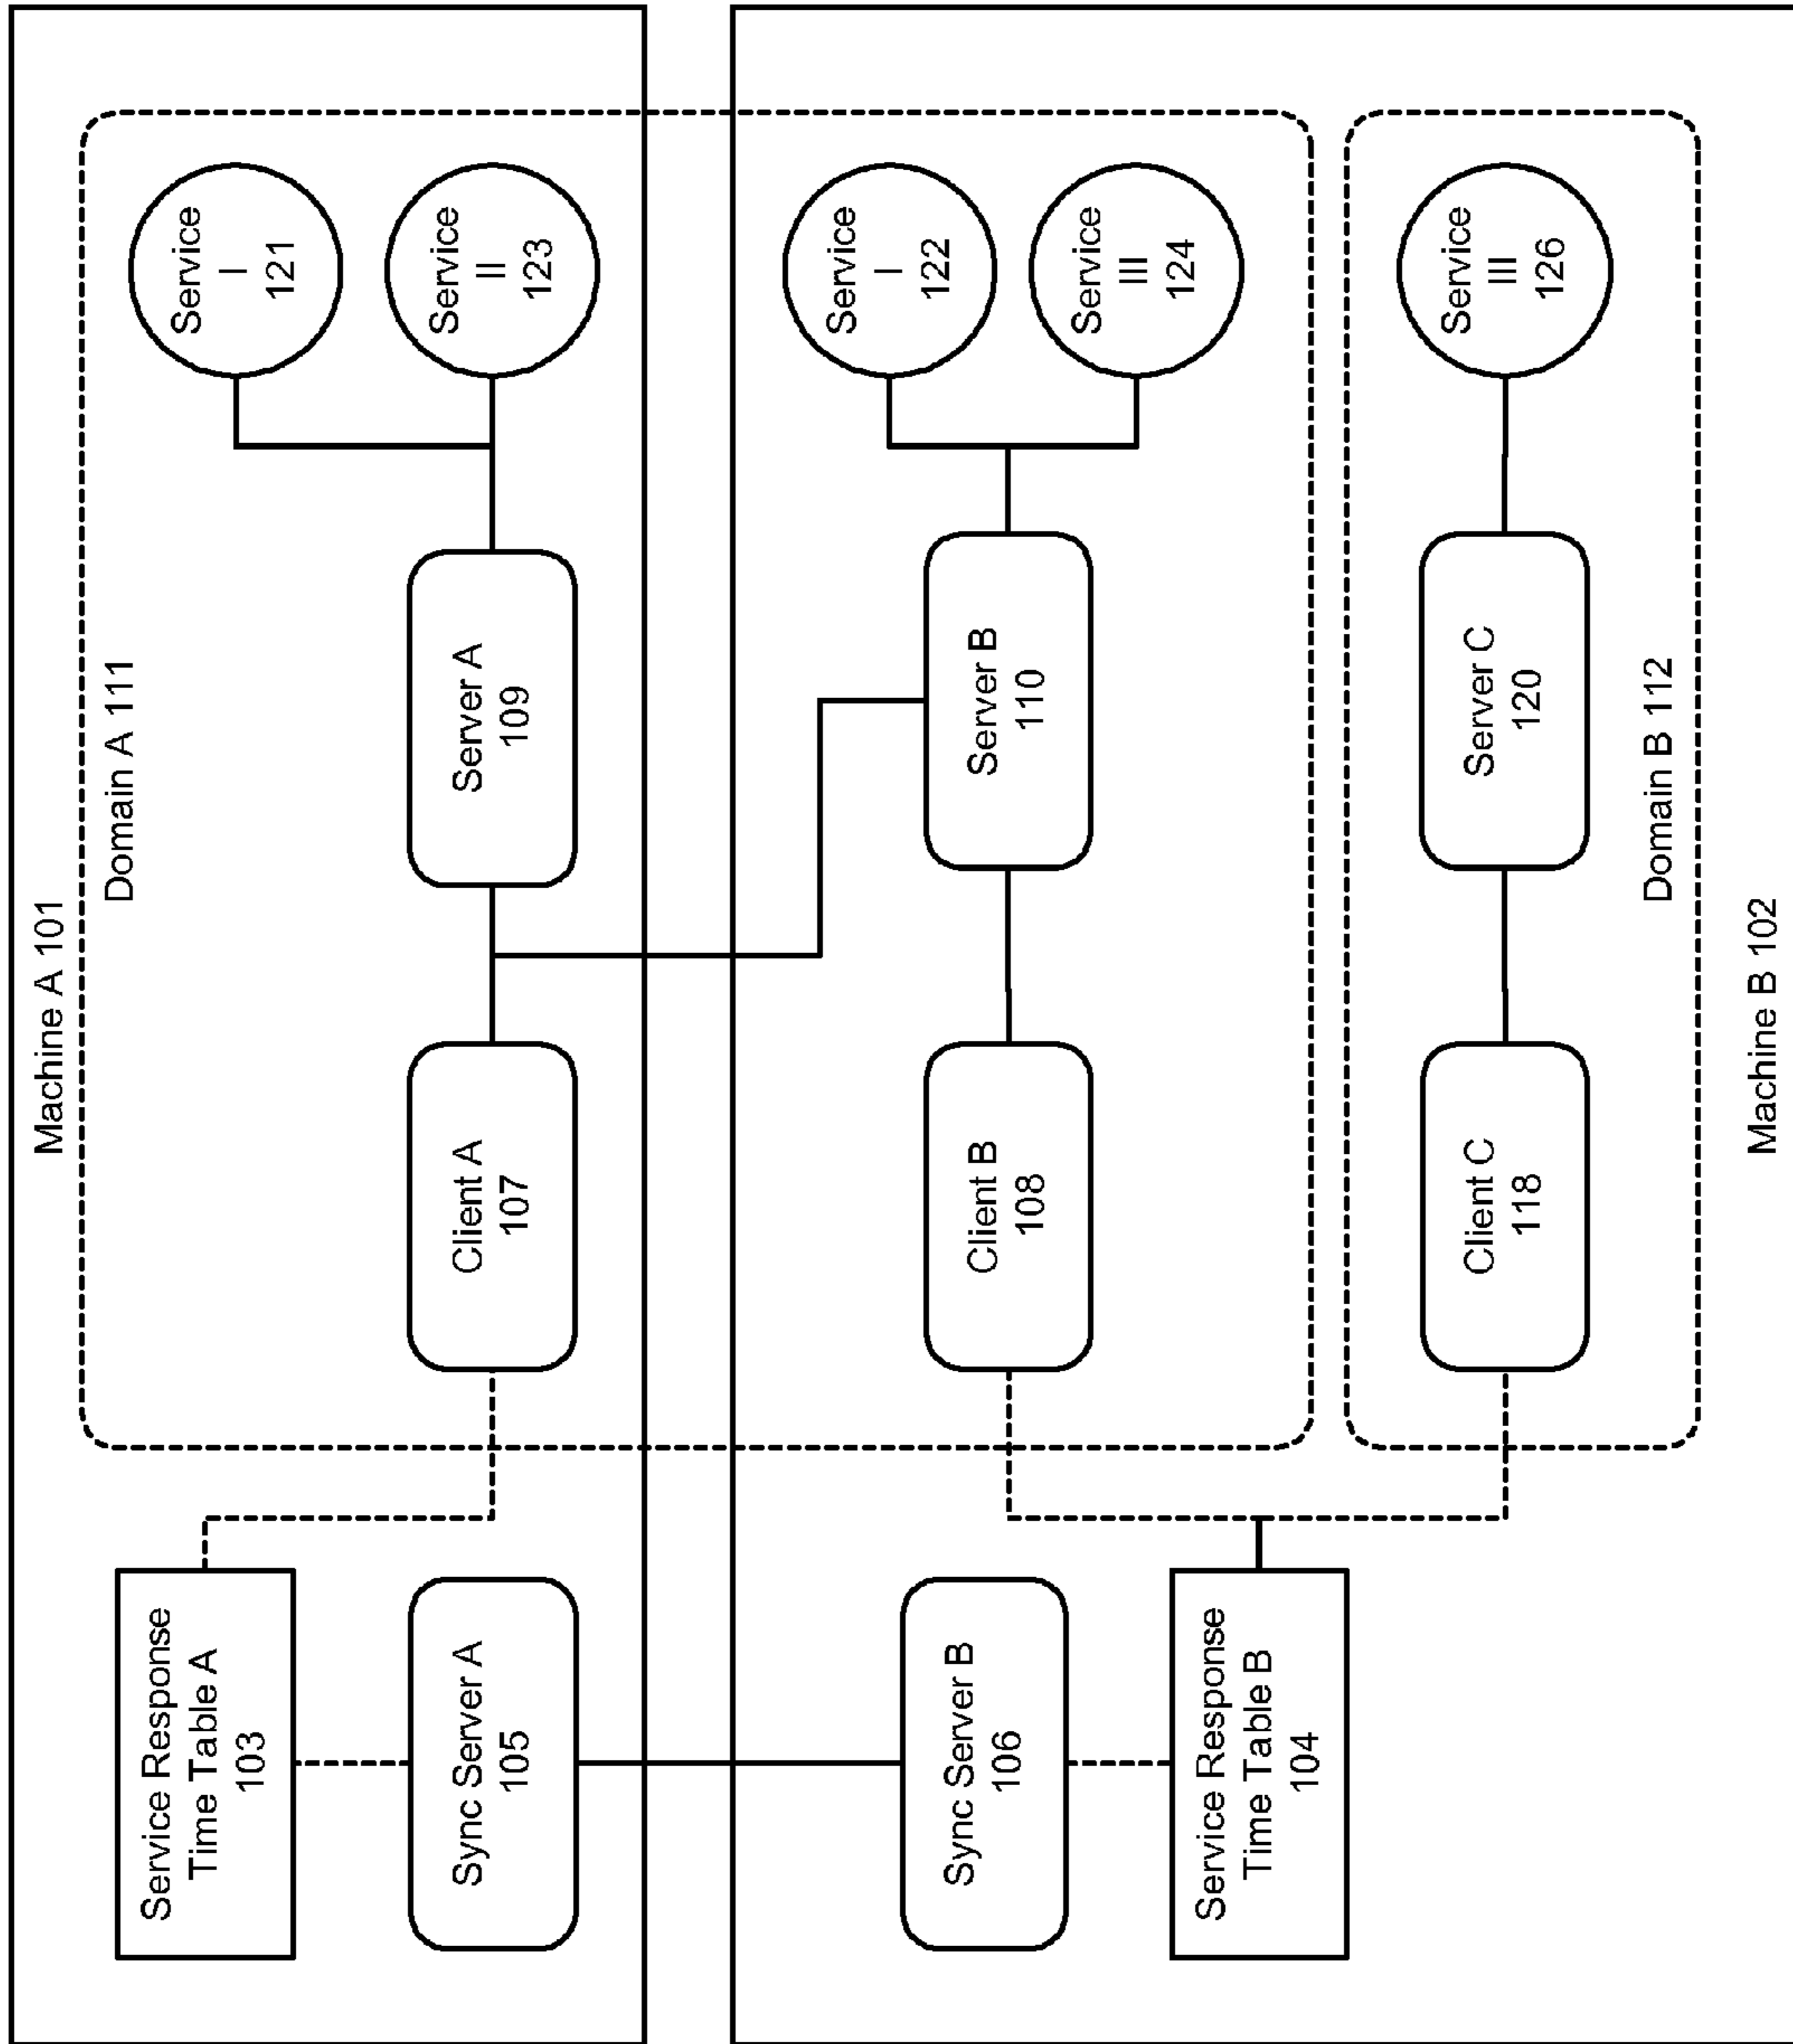 Machine A 101
Domain A 111
Service Response
Time Table A
103
Sync Server A
105
Client A
107
Server A
109
Service
I
121
Service
II
123
Sync Server B
106
Service Response
Time Table B
104
Client B
108
Server B
110
Service
I
122
Service
III
124
Client C
118
Server C
120
Service
III
126
Domain B 112
Machine B 102